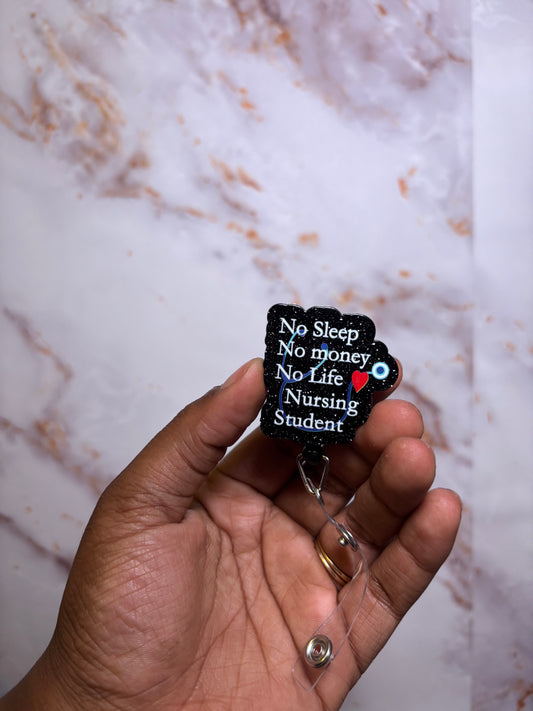 No Sleep
No money
No Life
Nursing
Student